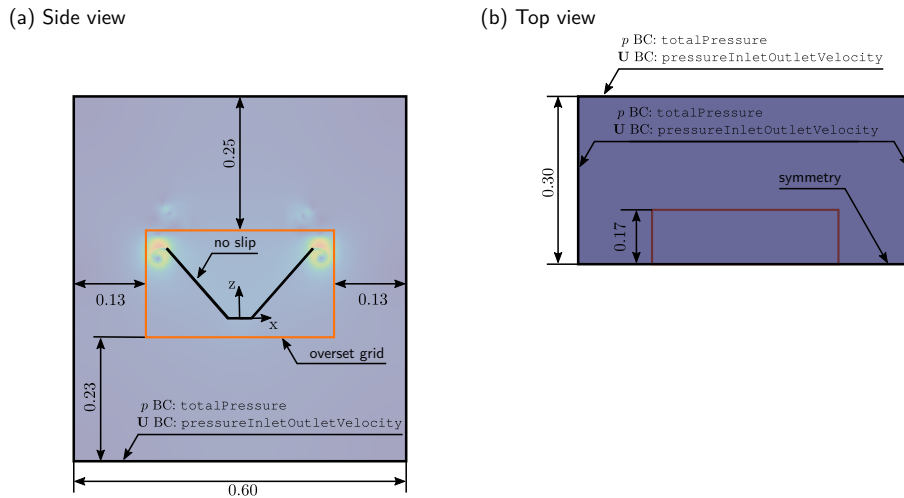 (a) Side view
0.25
no slip
z
x
0.13
0.13
overset grid
0.23
p BC: totalPressure
U BC: pressureInletOutletVelocity
0.60
(b) Top view
p BC: totalPressure
U BC: pressureInletOutletVelocity
p BC: totalPressure
U BC: pressureInletOutletVelocity
0.30
symmetry
0.17